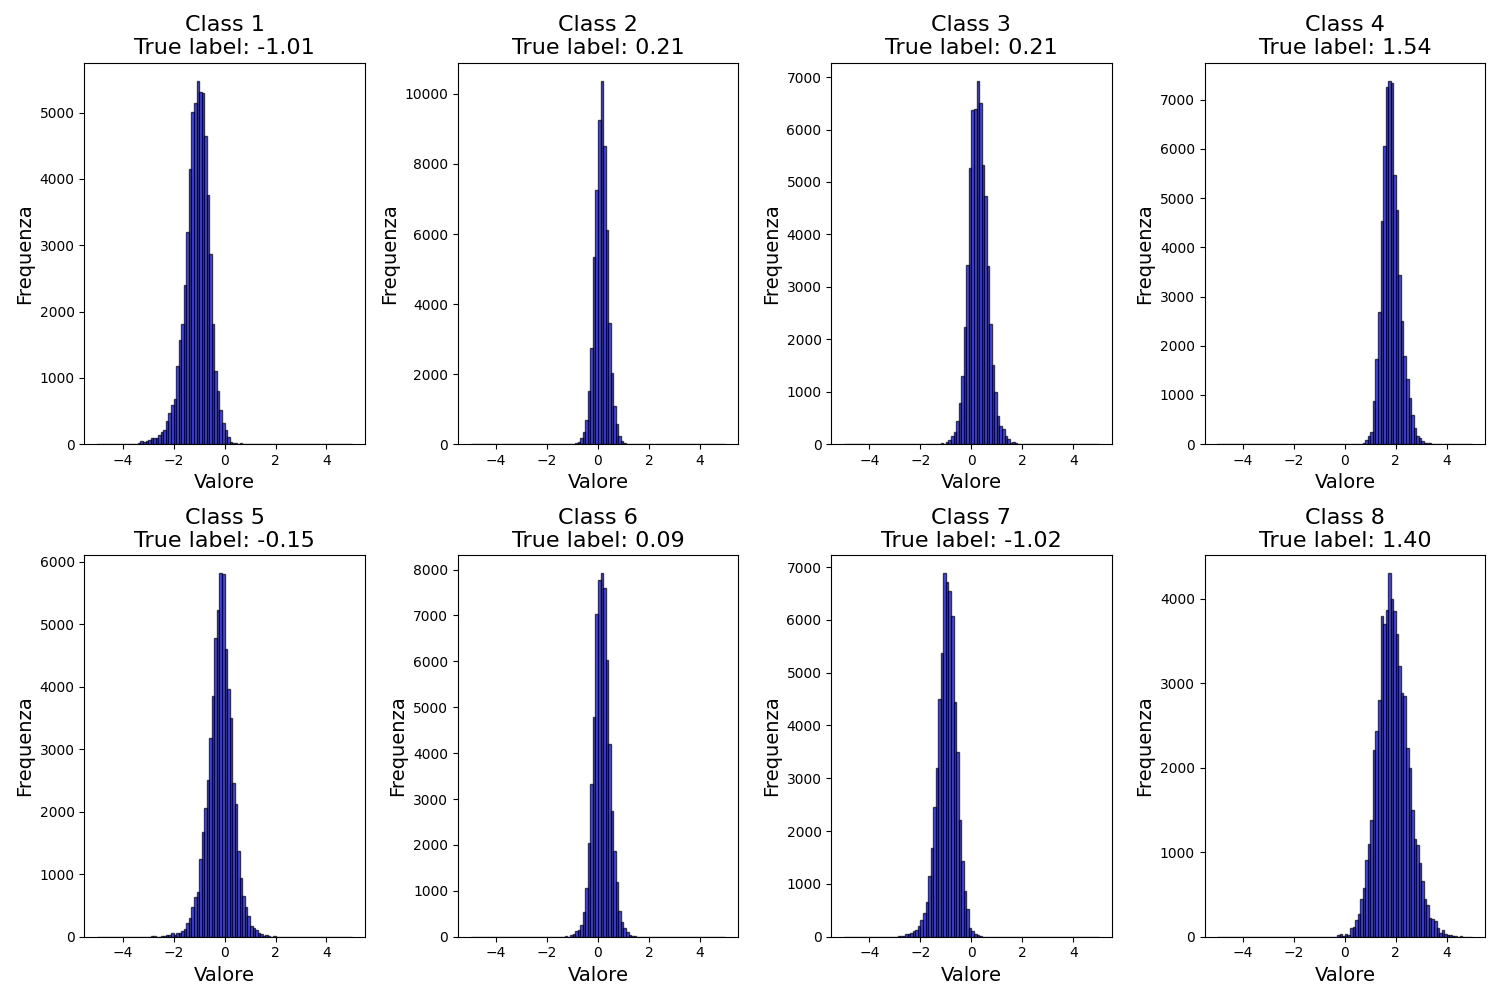 Class 1
True label: -1.01
Class 2
True label: 0.21
Class 3
True label: 0.21
Class 4
True label: 1.54
Frequenza
5000
4000
3000
2000
1000
0
−4 −2 0 2 4
Valore
Frequenza
10000
8000
6000
4000
2000
0
−4 −2 0 2 4
Valore
Frequenza
7000
6000
5000
4000
3000
2000
1000
0
−4 −2 0 2 4
Valore
Frequenza
7000
6000
5000
4000
3000
2000
1000
0
−4 −2 0 2 4
Valore
Class 5
True label: -0.15
Class 6
True label: 0.09
Class 7
True label: -1.02
Class 8
True label: 1.40
Frequenza
6000
5000
4000
3000
2000
1000
0
−4 −2 0 2 4
Valore
Frequenza
8000
7000
6000
5000
4000
3000
2000
1000
0
−4 −2 0 2 4
Valore
Frequenza
7000
6000
5000
4000
3000
2000
1000
0
−4 −2 0 2 4
Valore
Frequenza
4000
3000
2000
1000
0
−4 −2 0 2 4
Valore